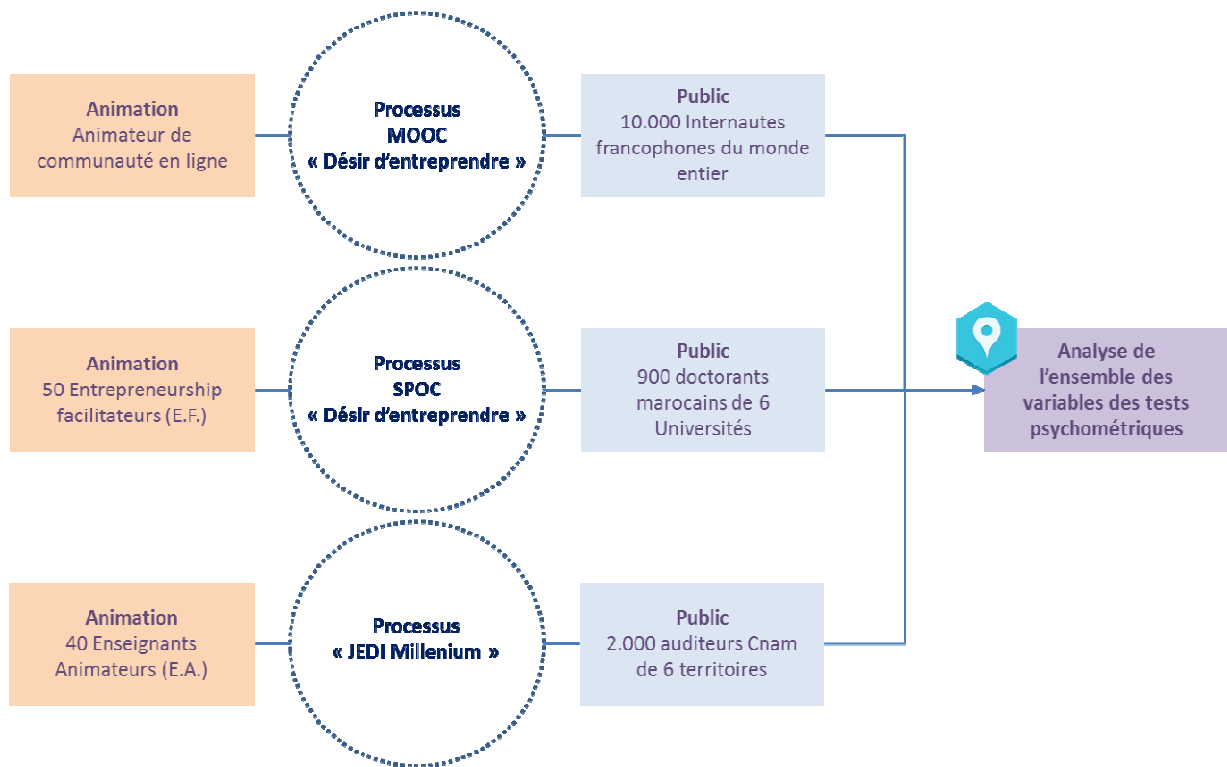 Animation
Animateur de
communauté en ligne
Processus
MOOC
« Désir d'entreprendre »
Public
10.000 Internautes
francophones du monde
entier
Animation
50 Entrepreneurship
facilitateurs (E.F.)
Processus
SPOC
« Désir d'entreprendre »
Public
900 doctorants
marocains de 6
Universités
Analyse de
l'ensemble des
variables des tests
psychométriques
Animation
40 Enseignants
Animateurs (E.A.)
Processus
« JEDI Millenium »
Public
2.000 auditeurs Cnam
de 6 territoires